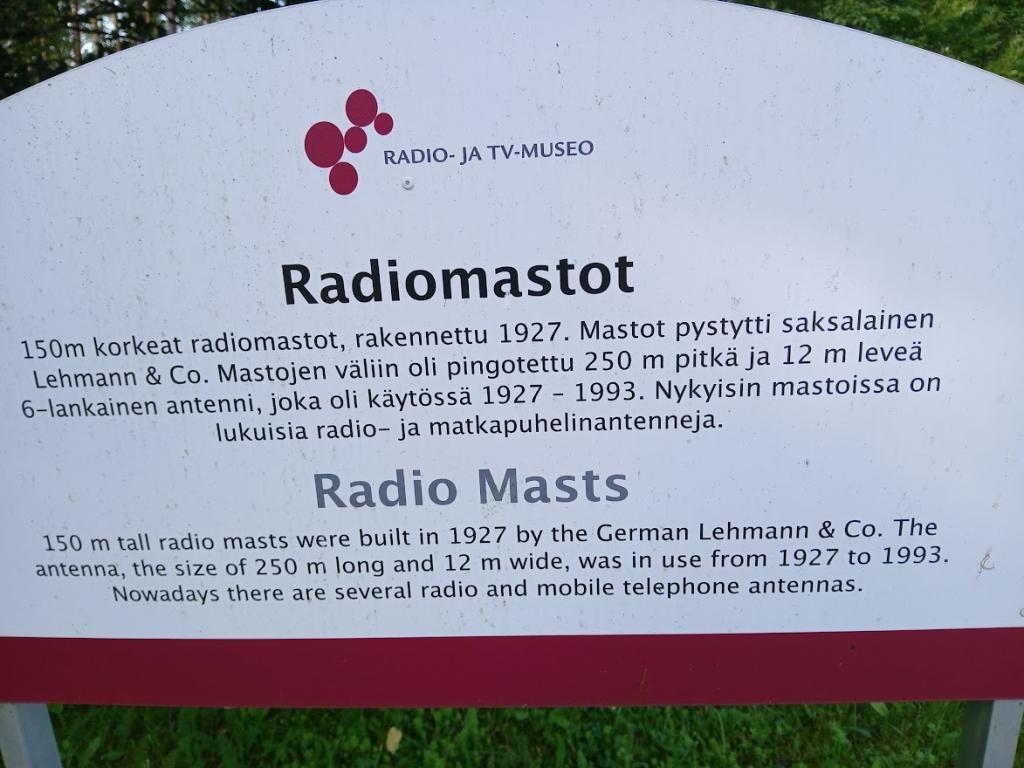 RADIO- JA TV-MUSEO
Radiomastot
150m korkeat radiomastot, rakennettu 1927. Mastot pystytti saksalainen
Lehmann & Co. Mastojen väliin oli pingotettu 250 m pitkä ja 12 m leveä
6-lankainen antenni, joka oli käytössä 1927 - 1993. Nykyisin mastoissa on
lukuisia radio- ja matkapuhelinantenneja.
Radio Masts
150 m tall radio masts were built in 1927 by the German Lehmann & Co. The
antenna, the size of 250 m long and 12 m wide, was in use from 1927 to 1993.
Nowadays there are several radio and mobile telephone antennas.